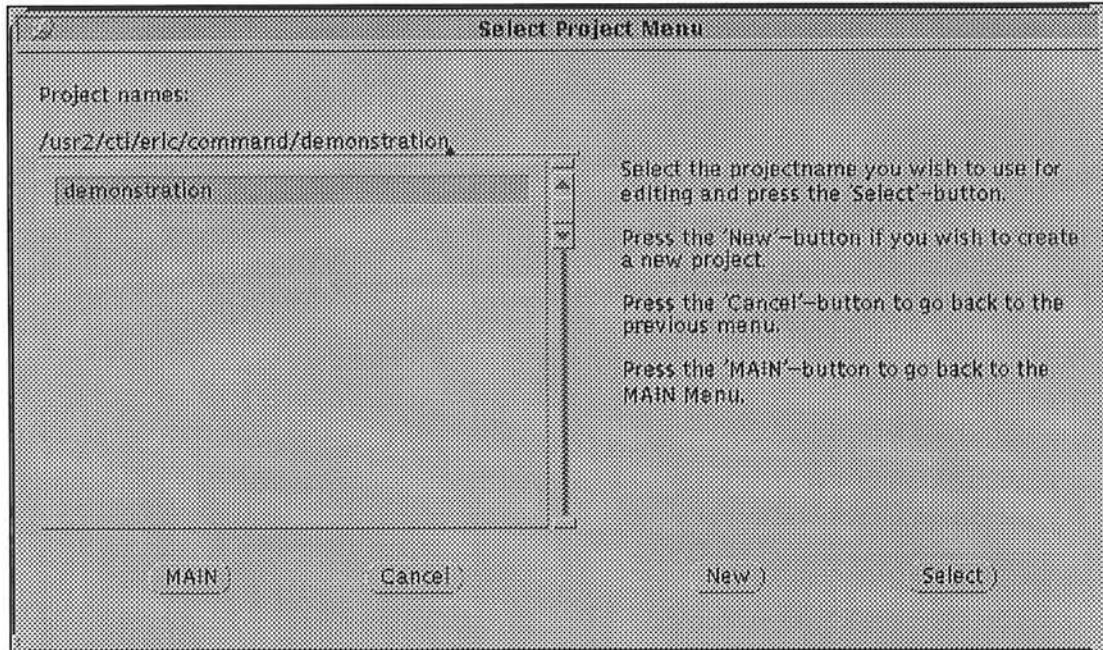 Select Project Menu
Project names:
/usr2/cti/eric/command/demonstration
demonstration
Select the projectname you wish to use for
editing and press the 'Select'-button.
Press the 'New'-button if you wish to create
a new project.
Press the 'Cancel'-button to go back to the
previous menu.
Press the 'MAIN'-button to go back to the
MAIN Menu.
MAIN
Cancel
New
Select